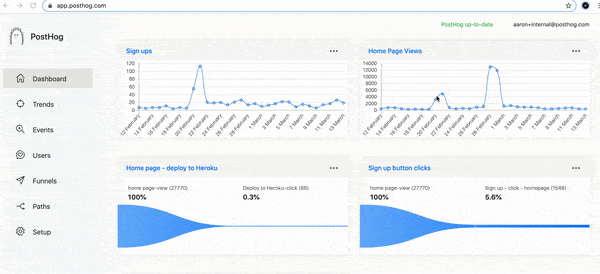 app.posthog.com
PostHog
PostHog up-to-date
aaron+internal@posthog.com
Dashboard
Trends
Events
Users
Funnels
Paths
Setup
Sign ups
120
100
80
60
40
20
0
12 February
14 February
16 February
18 February
20 February
22 February
24 February
26 February
28 February
1 March
3 March
5 March
7 March
9 March
11 March
13 March
Home Page Views
14000
12000
10000
8000
6000
4000
2000
0
12 February
14 February
16 February
18 February
20 February
22 February
24 February
26 February
28 February
1 March
3 March
5 March
7 March
9 March
11 March
13 March
Home page - deploy to Heroku
home page-view (27770)
100%
Deploy to Heroku-click (86)
0.3%
Sign up button clicks
home page-view (27770)
100%
Sign up - click - homepage (1548)
5.6%